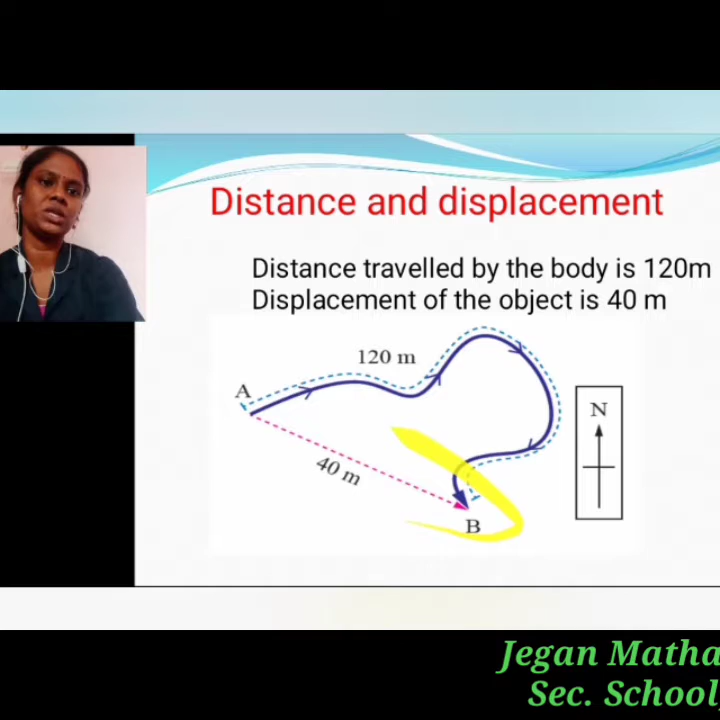 Distance and displacement
Distance travelled by the body is 120m
Displacement of the object is 40 m
120 m
A
N
40 m
B
Jegan Matha
Sec. School,